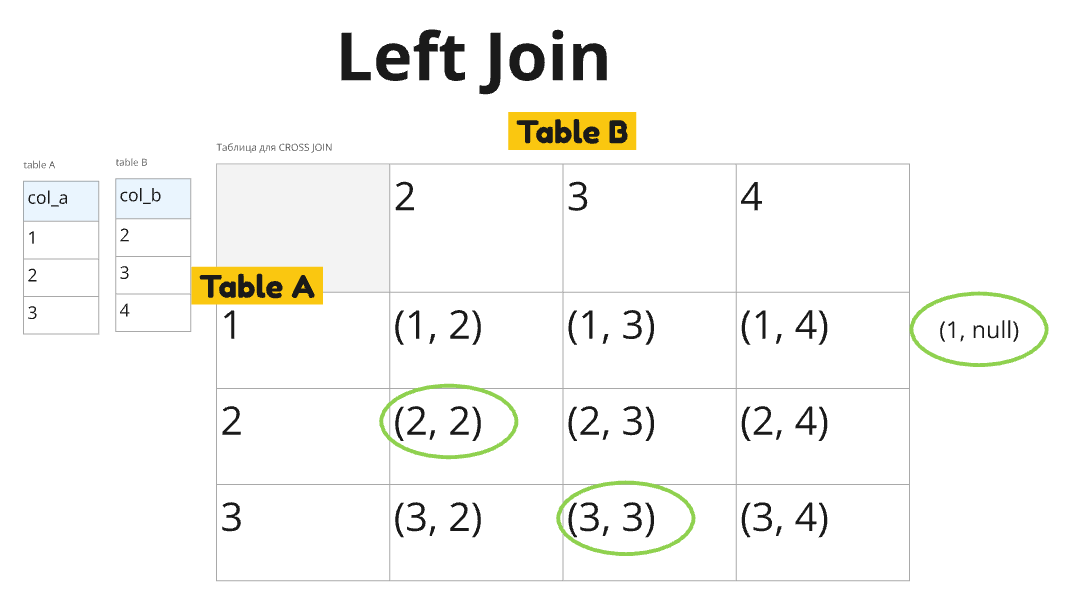 Left Join
Table B
Таблица для CROSS JOIN
table A
table B
col_a
1
2
3
col_b
2
3
4
Table A
2 3 4
1 (1, 2) (1, 3) (1, 4) (1, null)
2 (2, 2) (2, 3) (2, 4)
3 (3, 2) (3, 3) (3, 4)